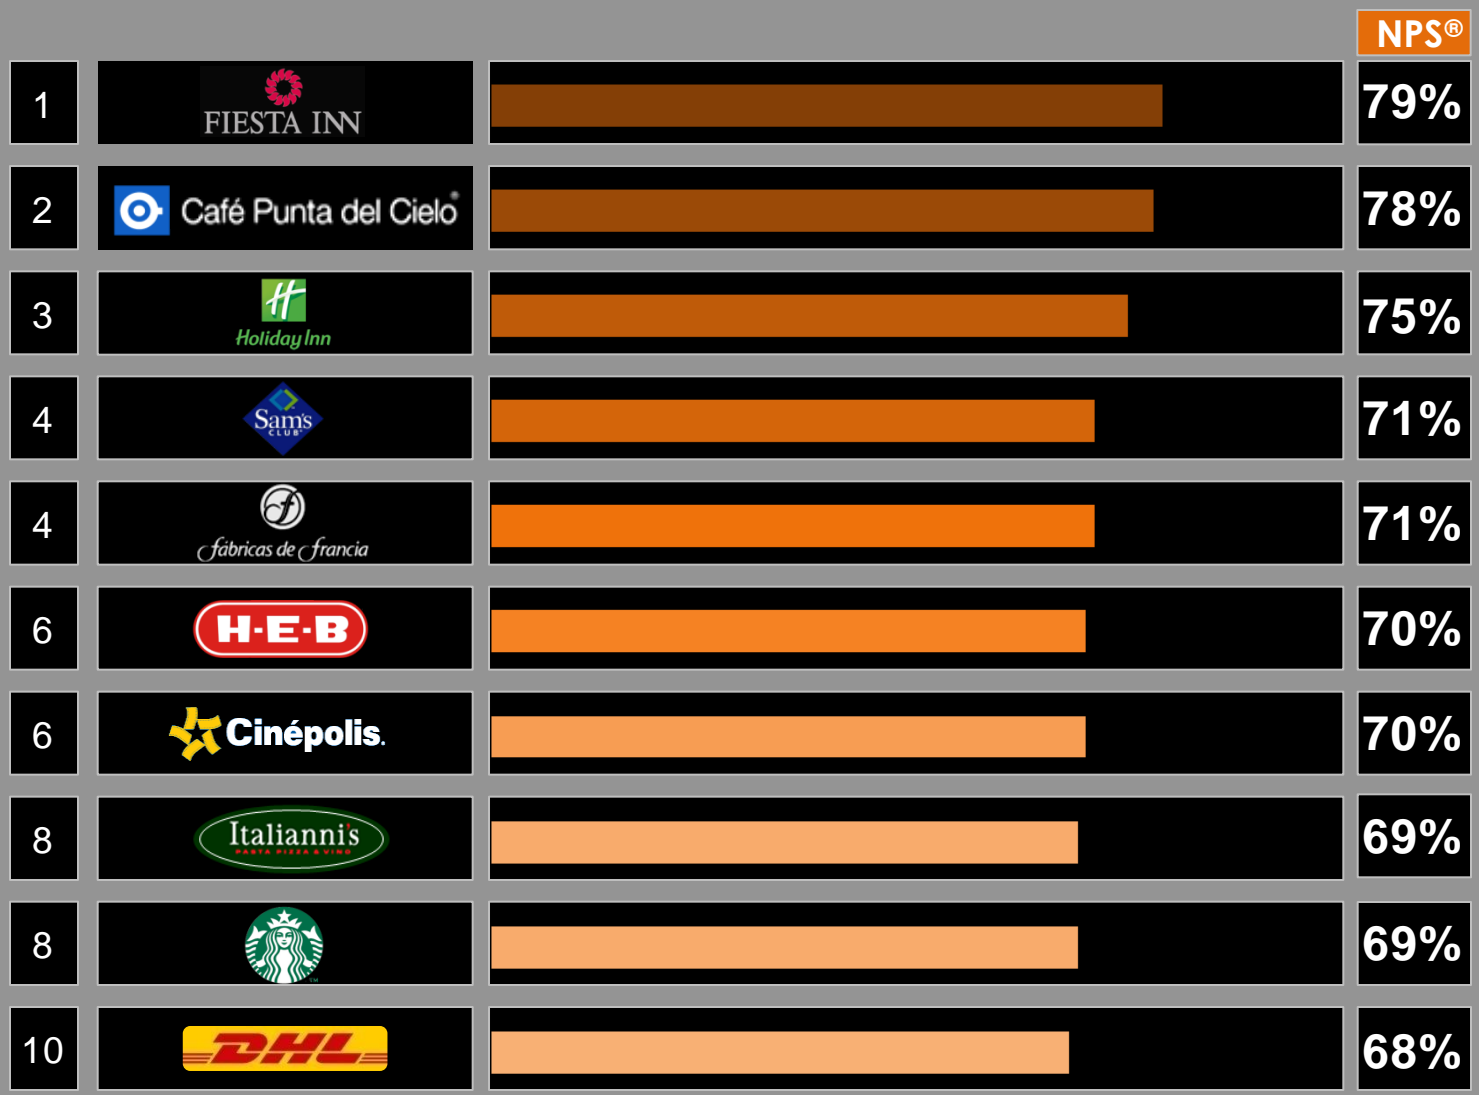 NPS®
1
FIESTA INN
79%
2
Café Punta del Cielo®
78%
3
H
Holiday Inn
75%
4
Sam's
CLUB
71%
4
f
fábricas de francia
71%
6
H-E-B
70%
6
Cinépolis.
70%
8
Italianni's
PASTA PIZZA & VINO
69%
8
TM
69%
10
DHL
68%